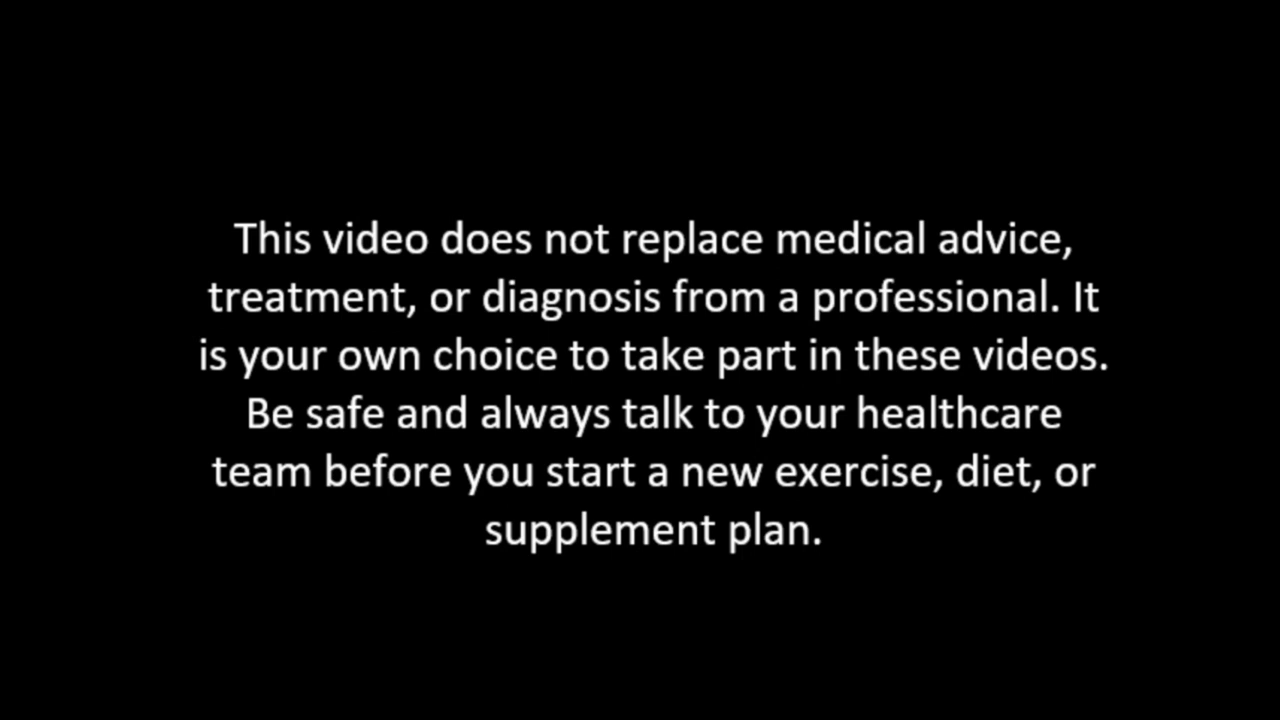 This video does not replace medical advice,
treatment, or diagnosis from a professional. It
is your own choice to take part in these videos.
Be safe and always talk to your healthcare
team before you start a new exercise, diet, or
supplement plan.